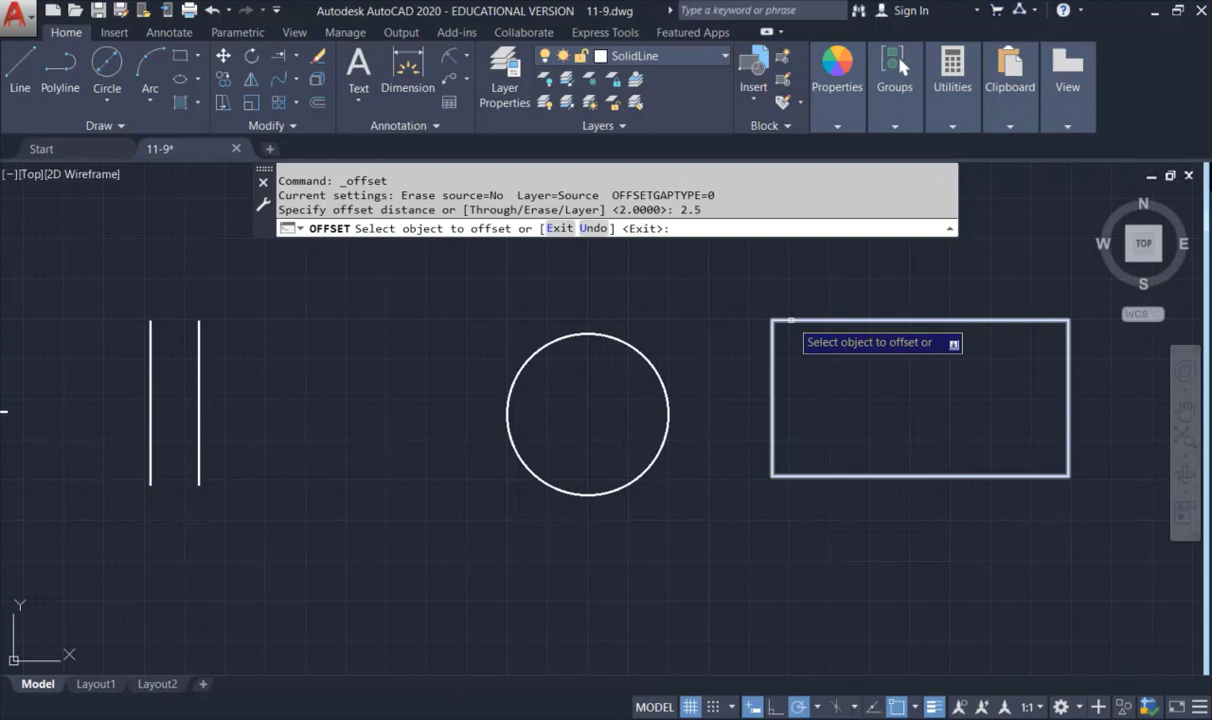 Autodesk AutoCAD 2020 - EDUCATIONAL VERSION 11-9.dwg
Type a keyword or phrase
Sign In
Home Insert Annotate Parametric View Manage Output Add-ins Collaborate Express Tools Featured Apps
Line Polyline Circle Arc
Text Dimension
Layer Properties
SolidLine
Insert
Properties Groups Utilities Clipboard View
Draw Modify Annotation Layers Block
Start 11-9*
[−][Top][2D Wireframe]
Command: _offset
Current settings: Erase source=No Layer=Source OFFSETGAPTYPE=0
Specify offset distance or [Through/Erase/Layer] <2.0000>: 2.5
OFFSET Select object to offset or [Exit Undo] <Exit>:
N
W TOP E
S
WCS
Select object to offset or
Y
X
Model Layout1 Layout2
MODEL 1:1